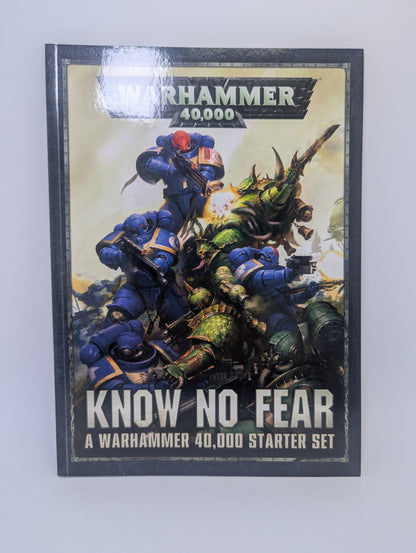 WARHAMMER
40,000
KNOW NO FEAR
A WARHAMMER 40,000 STARTER SET